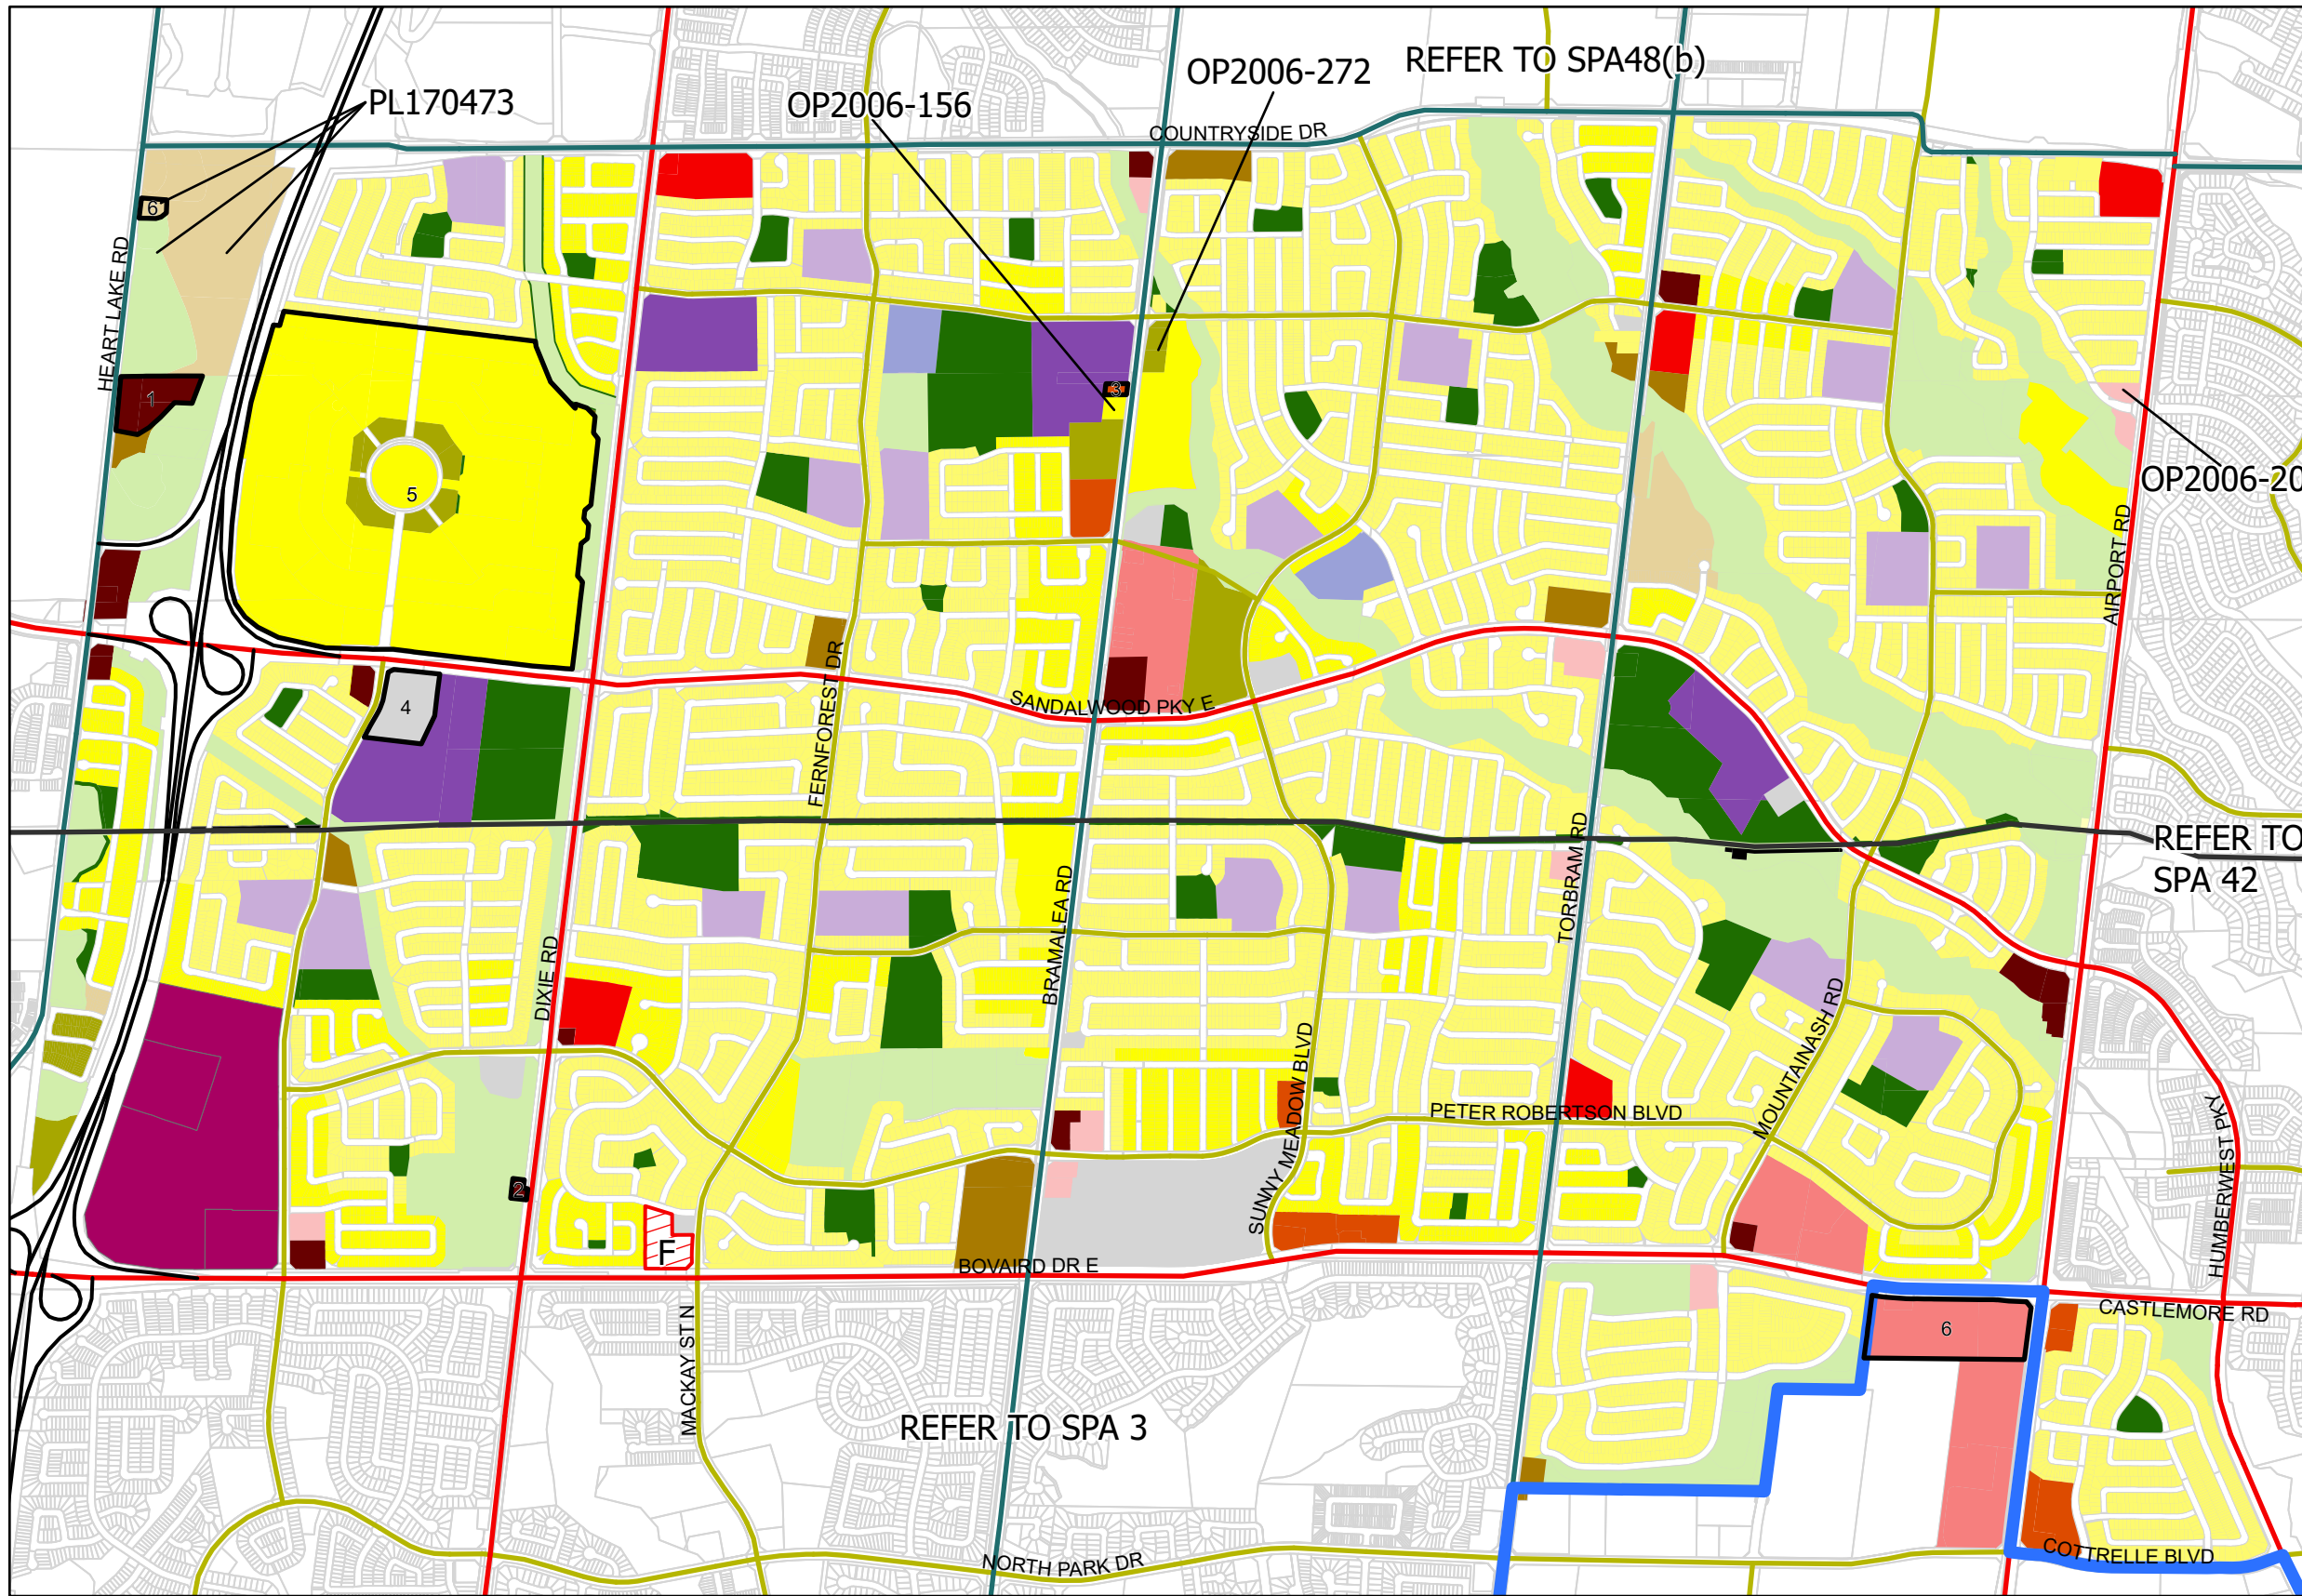 REFER TO SPA48(b)
OP2006-272
PL170473
OP2006-156
COUNTRYSIDE DR
6
HEART LAKE RD
3
1
OP2006-20
5
AIRPORT RD
FERNFOREST DR
SANDALWOOD PKY E
4
TORBRAM RD
REFER TO
SPA 42
BRAMALEA RD
DIXIE RD
MOUNTAINASH RD
SUNNY MEADOW BLVD
PETER ROBERTSON BLVD
HUMBERWEST PKY
2
F
BOVAIRD DR E
CASTLEMORE RD
6
MACKAY ST N
REFER TO SPA 3
COTTRELLE BLVD
NORTH PARK DR